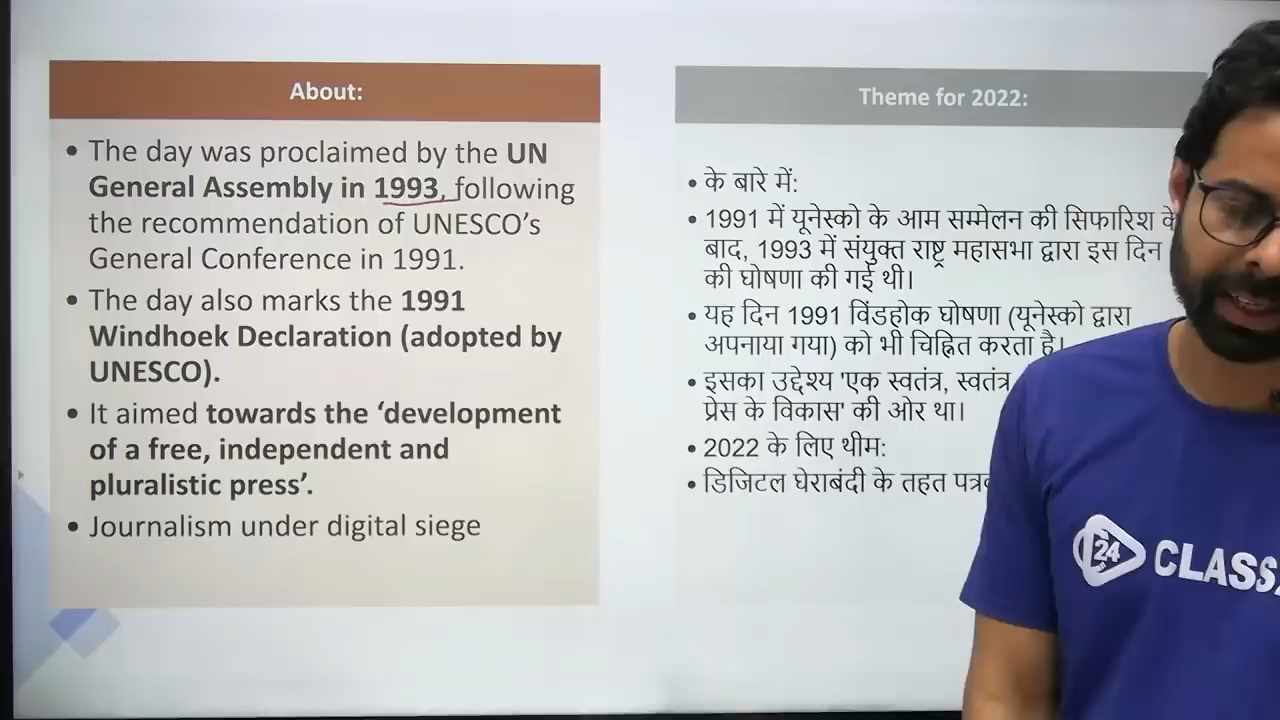 About:
• The day was proclaimed by the UN
General Assembly in 1993, following
the recommendation of UNESCO's
General Conference in 1991.
• The day also marks the 1991
Windhoek Declaration (adopted by
UNESCO).
• It aimed towards the ‘development
of a free, independent and
pluralistic press’.
• Journalism under digital siege
Theme for 2022:
• के बारे में:
• 1991 में यूनेस्को के आम सम्मेलन की सिफारिश के
बाद, 1993 में संयुक्त राष्ट्र महासभा द्वारा इस दिन
की घोषणा की गई थी।
• यह दिन 1991 विंडहोक घोषणा (यूनेस्को द्वारा
अपनाया गया) को भी चिह्नित करता है।
• इसका उद्देश्य 'एक स्वतंत्र, स्वतंत्र
प्रेस के विकास' की ओर था।
• 2022 के लिए थीम:
• डिजिटल घेराबंदी के तहत
24